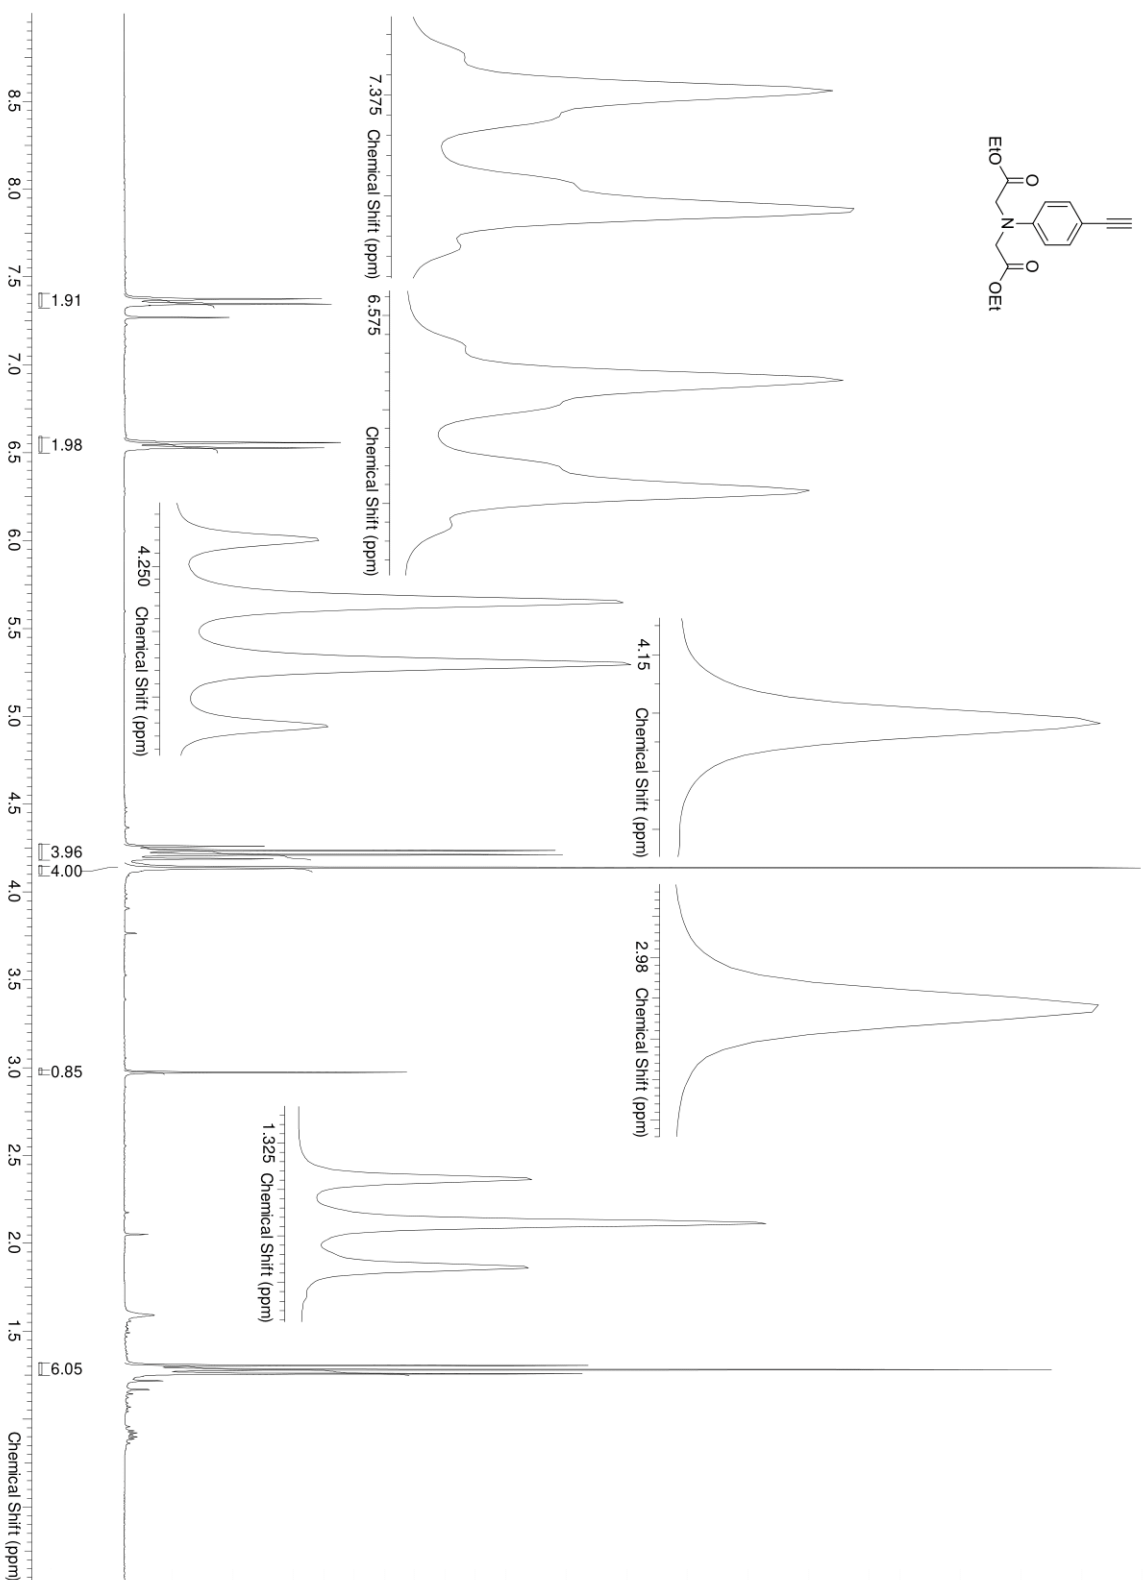 EtO
O
N
O
OEt
7.375 Chemical Shift (ppm)
6.575 Chemical Shift (ppm)
4.15 Chemical Shift (ppm)
2.98 Chemical Shift (ppm)
4.250 Chemical Shift (ppm)
1.325 Chemical Shift (ppm)
1.91
1.98
3.96
4.00
0.85
6.05
8.5 8.0 7.5 7.0 6.5 6.0 5.5 5.0 4.5 4.0 3.5 3.0 2.5 2.0 1.5 Chemical Shift (ppm)